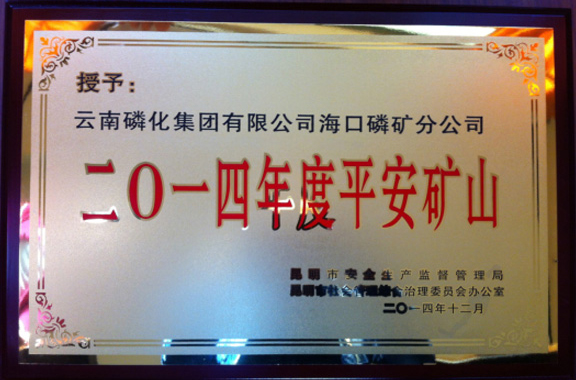 授予：
云南磷化集团有限公司海口磷矿分公司
二〇一四年度平安矿山
昆明市安全生产监督管理局
昆明市社会管理综合治理委员会办公室
二〇一四年十二月